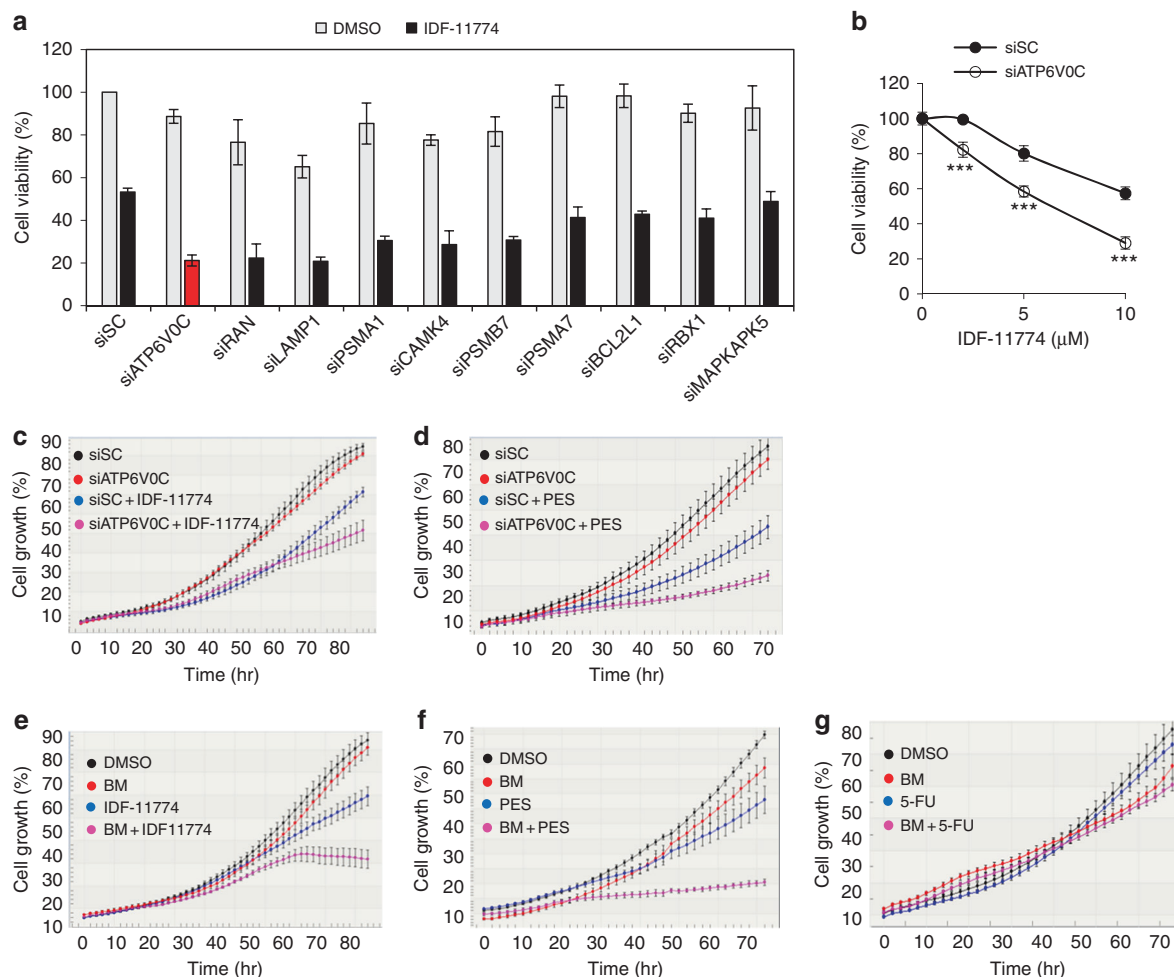 a
DMSO IDF-11774
Cell viability (%)
120
100
80
60
40
20
0
siSC siATP6V0C siRAN siLAMP1 siPSMA1 siCAMK4 siPSMB7 siPSMA7 siBCL2L1 siRBX1 siMAPKAPK5
b
siSC
siATP6V0C
Cell viability (%)
120
100
80
60
40
20
0
***
***
***
0 5 10
IDF-11774 (μM)
c
Cell growth (%)
90
80
70
60
50
40
30
20
10
siSC
siATP6V0C
siSC + IDF-11774
siATP6V0C + IDF-11774
0 10 20 30 40 50 60 70 80
Time (hr)
d
Cell growth (%)
80
70
60
50
40
30
20
10
siSC
siATP6V0C
siSC + PES
siATP6V0C + PES
0 10 20 30 40 50 60 70
Time (hr)
e
Cell growth (%)
90
80
70
60
50
40
30
20
10
DMSO
BM
IDF-11774
BM + IDF11774
0 10 20 30 40 50 60 70 80
Time (hr)
f
Cell growth (%)
70
60
50
40
30
20
10
DMSO
BM
PES
BM + PES
0 10 20 30 40 50 60 70
Time (hr)
g
Cell growth (%)
80
70
60
50
40
30
20
10
DMSO
BM
5-FU
BM + 5-FU
0 10 20 30 40 50 60 70
Time (hr)